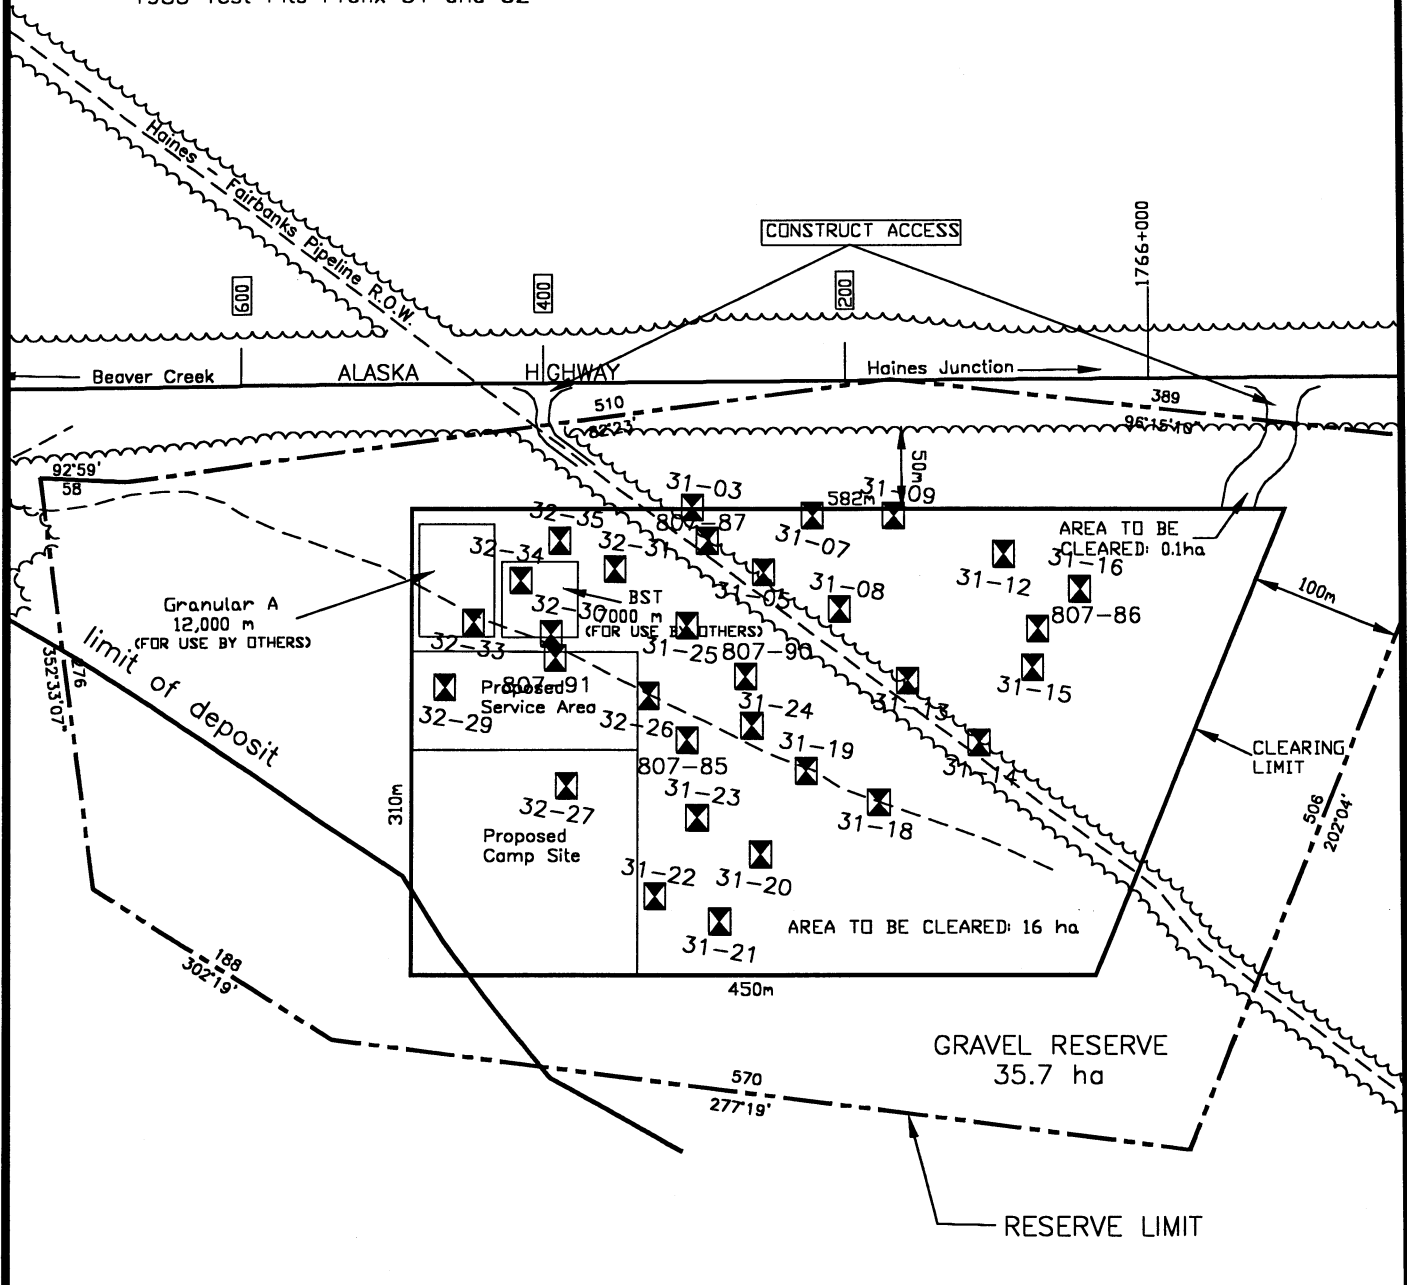 1985 Test Pits Prefix 31 and 32
Haines - Fairbanks Pipeline R.O.W.
CONSTRUCT ACCESS
600
400
200
1766+000
Beaver Creek
ALASKA HIGHWAY
Haines Junction
510
82°23'
389
96°15'10"
92°59'
58
50m
582m
31-03
31-09
32-35
807-87
31-07
AREA TO BE
CLEARED: 0.1ha
32-34
32-31
31-16
31-12
31-05
31-08
100m
Granular A
12,000 m
(FOR USE BY OTHERS)
BST
7000 m
(FOR USE BY OTHERS)
32-30
807-86
32-33
31-25
807-90
31-15
limit of deposit
276
352°33'07"
807-91
Proposed
Service Area
32-29
32-26
31-24
31-13
31-19
807-85
31-14
CLEARING
LIMIT
310m
32-27
31-23
31-18
506
202°04'
Proposed
Camp Site
31-22
31-20
31-21
AREA TO BE CLEARED: 16 ha
188
302°19'
450m
GRAVEL RESERVE
35.7 ha
570
277°19'
RESERVE LIMIT